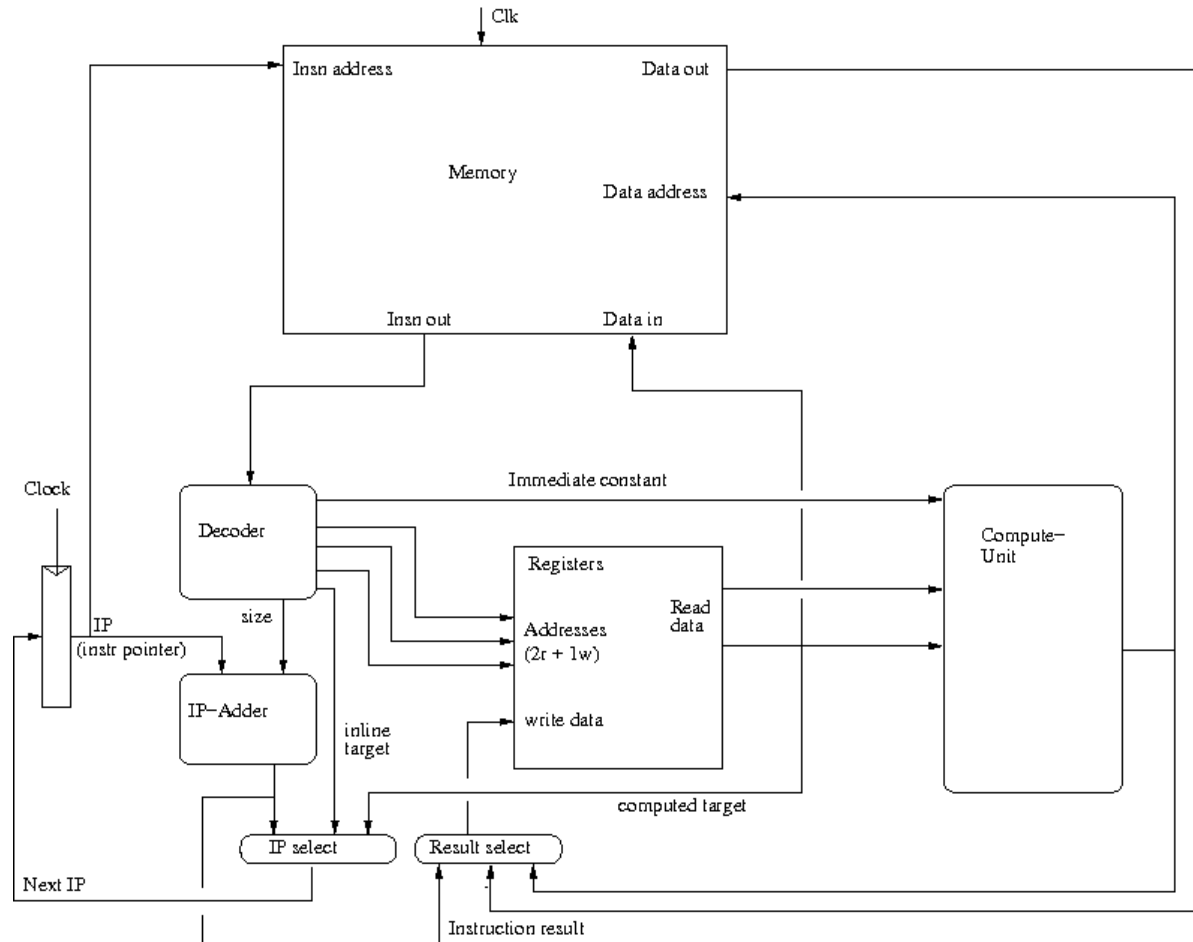 Clk
Insn address
Data out
Memory
Data address
Insn out
Data in
Immediate constant
Clock
Decoder
Compute-
Unit
Registers
size
Read
data
IP
(instr pointer)
Addresses
(2r + 1w)
IP-Adder
write data
inline
target
computed target
IP select
Result select
Next IP
Instruction result